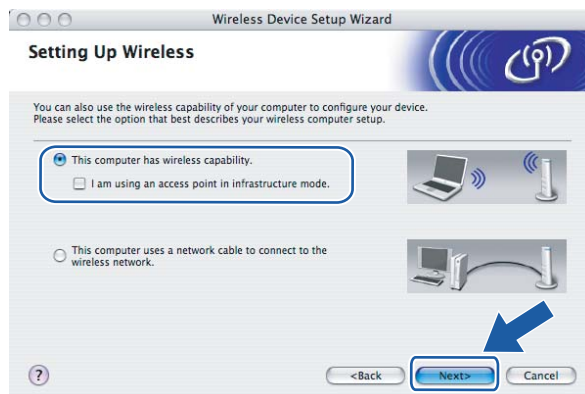 Wireless Device Setup Wizard
Setting Up Wireless
You can also use the wireless capability of your computer to configure your device.
Please select the option that best describes your wireless computer setup.
This computer has wireless capability.
I am using an access point in infrastructure mode.
This computer uses a network cable to connect to the
wireless network.
?
<Back
Next>
Cancel